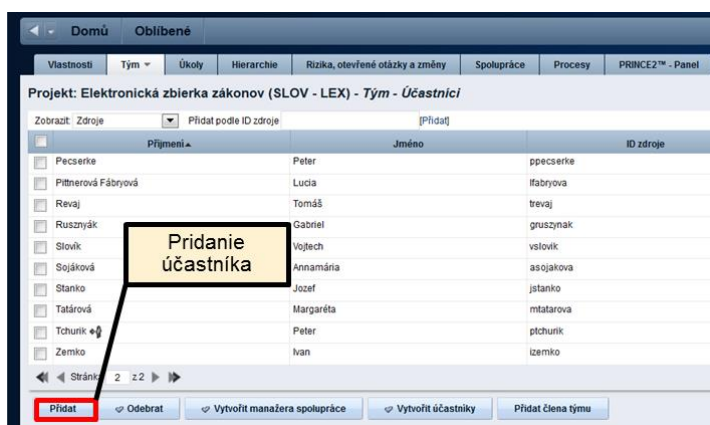 Domů Oblíbené
Vlastnosti Tým Úkoly Hierarchie Rizika, otevřené otázky a změny Spolupráce Procesy PRINCE2™ - Panel
Projekt: Elektronická zbierka zákonov (SLOV - LEX) - Tým - Účastníci
Zobrazit: Zdroje Přidat podle ID zdroje [Přidat]
Příjmení Jméno ID zdroje
Pecserke Peter ppecserke
Pittnerová Fábryová Lucia lfabryova
Revaj Tomáš trevaj
Rusznyák Gabriel gruszynak
Slovík Vojtech vslovik
Sojáková Annamária asojakova
Stanko Jozef jstanko
Tatárová Margaréta mtatarova
Tchurik Peter ptchurik
Zemko Ivan izemko
Pridanie
účastníka
Stránka 2 z 2
Přidat Odebrat Vytvořit manažera spolupráce Vytvořit účastníky Přidat člena týmu